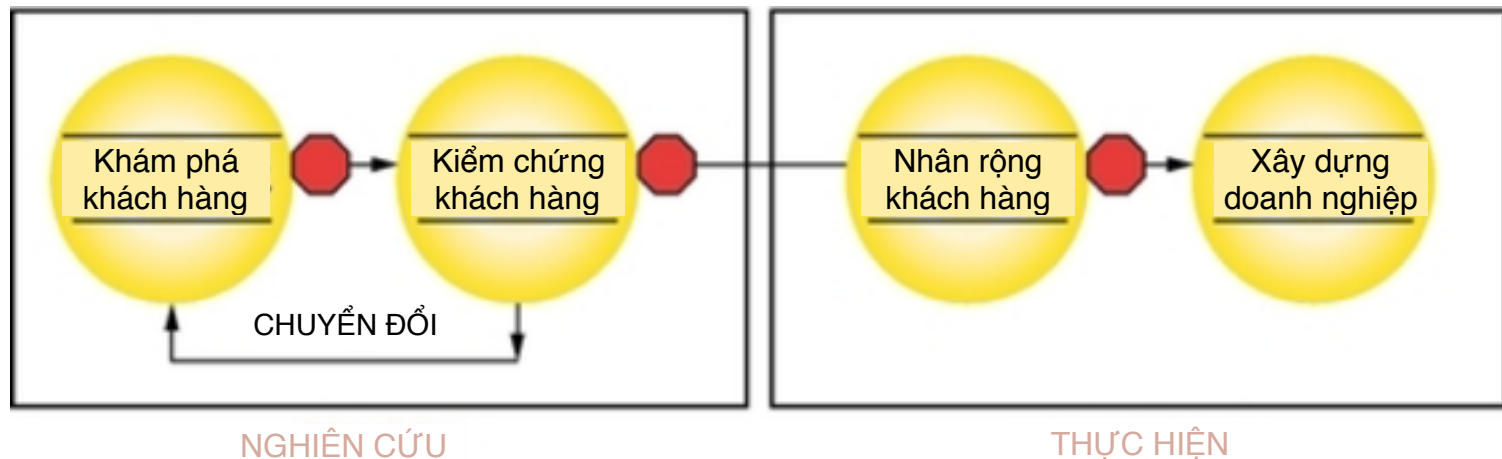 Khám phá
khách hàng
Kiểm chứng
khách hàng
Nhân rộng
khách hàng
Xây dựng
doanh nghiệp
CHUYỂN ĐỔI
NGHIÊN CỨU
THỰC HIỆN